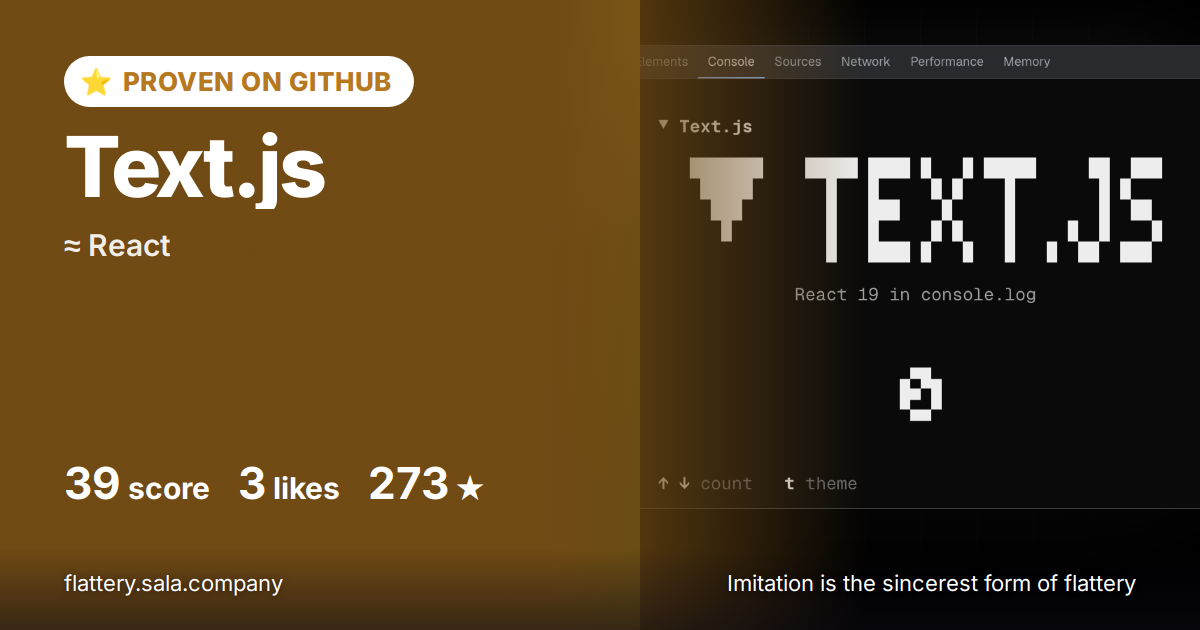 ⭐ PROVEN ON GITHUB
Text.js
≈ React
39 score 3 likes 273 ★
flattery.sala.company
Elements Console Sources Network Performance Memory
▼ Text.js
▼ TEXT.JS
React 19 in console.log
0
↑ ↓ count t theme
Imitation is the sincerest form of flattery